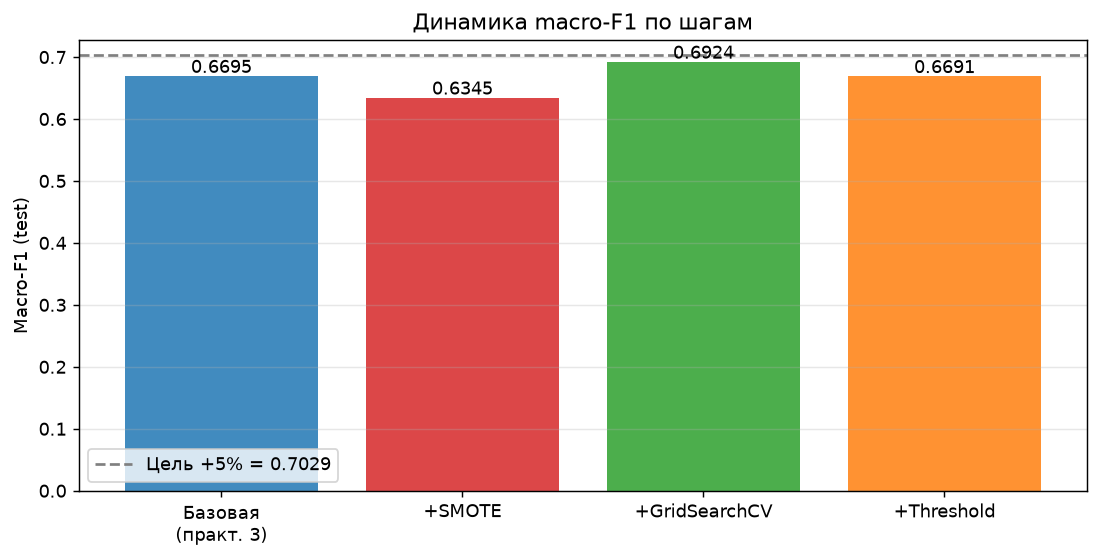 Динамика macro-F1 по шагам
Macro-F1 (test)
0.7
0.6
0.5
0.4
0.3
0.2
0.1
0.0
0.6695
0.6345
0.6924
0.6691
Цель +5% = 0.7029
Базовая
(практ. 3)
+SMOTE
+GridSearchCV
+Threshold